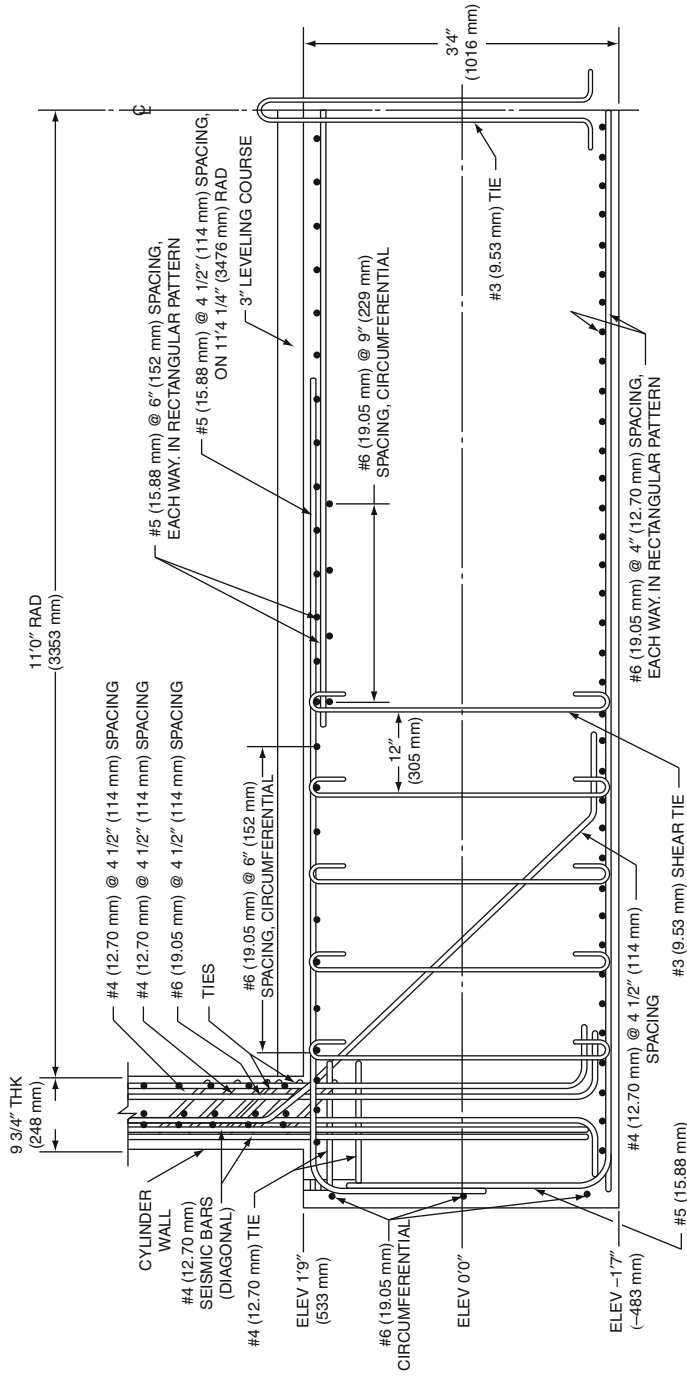 11′0″ RAD
(3353 mm)
℄
9 3/4″ THK
(248 mm)
#4 (12.70 mm) @ 4 1/2″ (114 mm) SPACING
#4 (12.70 mm) @ 4 1/2″ (114 mm) SPACING
#6 (19.05 mm) @ 4 1/2″ (114 mm) SPACING
TIES
#6 (19.05 mm) @ 6″ (152 mm)
SPACING, CIRCUMFERENTIAL
#5 (15.88 mm) @ 6″ (152 mm) SPACING,
EACH WAY. IN RECTANGULAR PATTERN
#5 (15.88 mm) @ 4 1/2″ (114 mm) SPACING,
ON 11′4 1/4″ (3476 mm) RAD
3″ LEVELING COURSE
#6 (19.05 mm) @ 9″ (229 mm)
SPACING, CIRCUMFERENTIAL
3′4″
(1016 mm)
12″
(305 mm)
#3 (9.53 mm) TIE
CYLINDER
WALL
#4 (12.70 mm)
SEISMIC BARS
(DIAGONAL)
#4 (12.70 mm) TIE
ELEV 1′9″
(533 mm)
#6 (19.05 mm)
CIRCUMFERENTIAL
ELEV 0′0″
ELEV –1′7″
(–483 mm)
#5 (15.88 mm)
#4 (12.70 mm) @ 4 1/2″ (114 mm)
SPACING
#3 (9.53 mm) SHEAR TIE
#6 (19.05 mm) @ 4″ (12.70 mm) SPACING,
EACH WAY. IN RECTANGULAR PATTERN